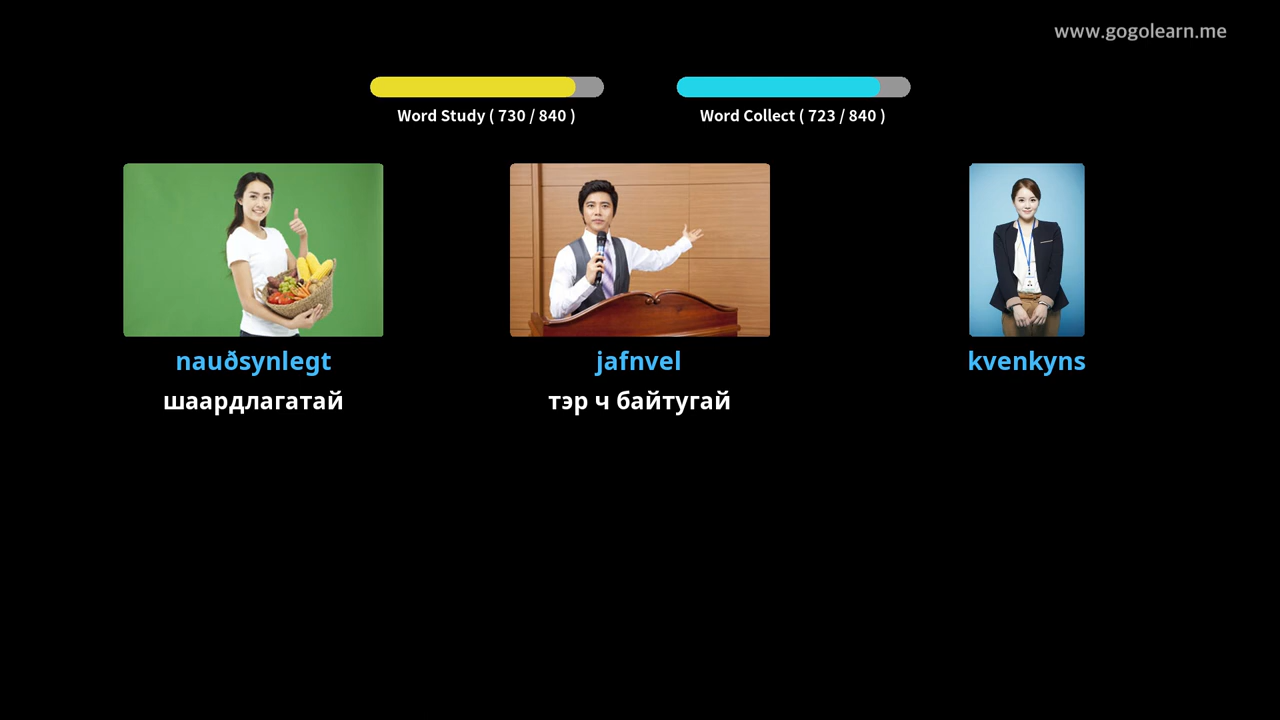 www.gogolearn.me
Word Study ( 730 / 840 )
Word Collect ( 723 / 840 )
nauðsynlegt
шаардлагатай
jafnvel
тэр ч байтугай
kvenkyns